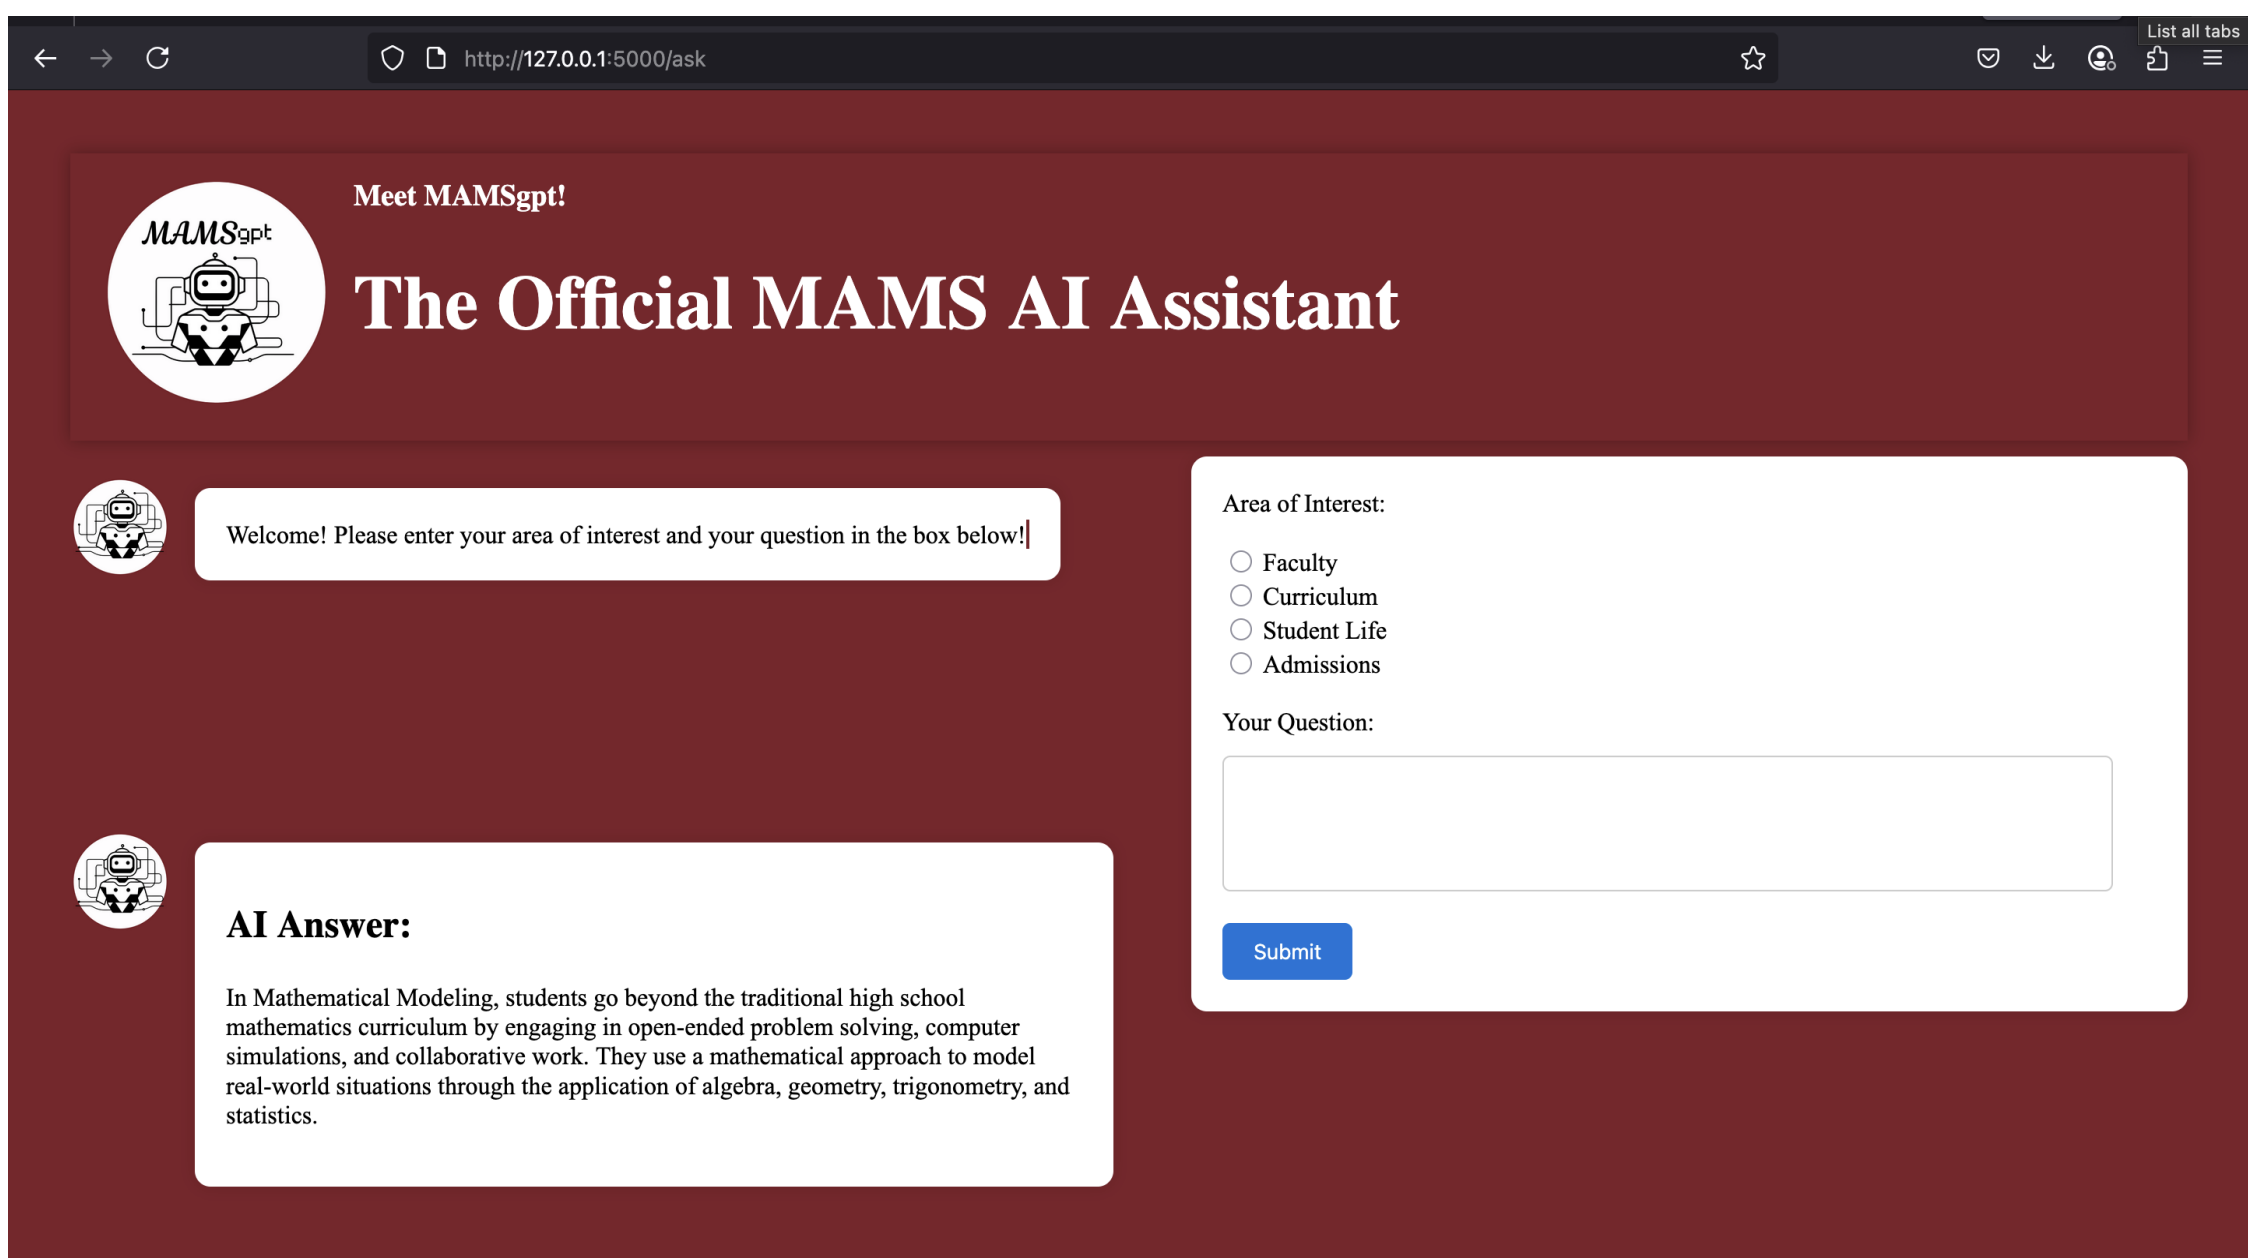 List all tabs
http://127.0.0.1:5000/ask
MAMSgpt
Meet MAMSgpt!
The Official MAMS AI Assistant
Welcome! Please enter your area of interest and your question in the box below!
Area of Interest:
Faculty
Curriculum
Student Life
Admissions
Your Question:
Submit
AI Answer:
In Mathematical Modeling, students go beyond the traditional high school
mathematics curriculum by engaging in open-ended problem solving, computer
simulations, and collaborative work. They use a mathematical approach to model
real-world situations through the application of algebra, geometry, trigonometry, and
statistics.